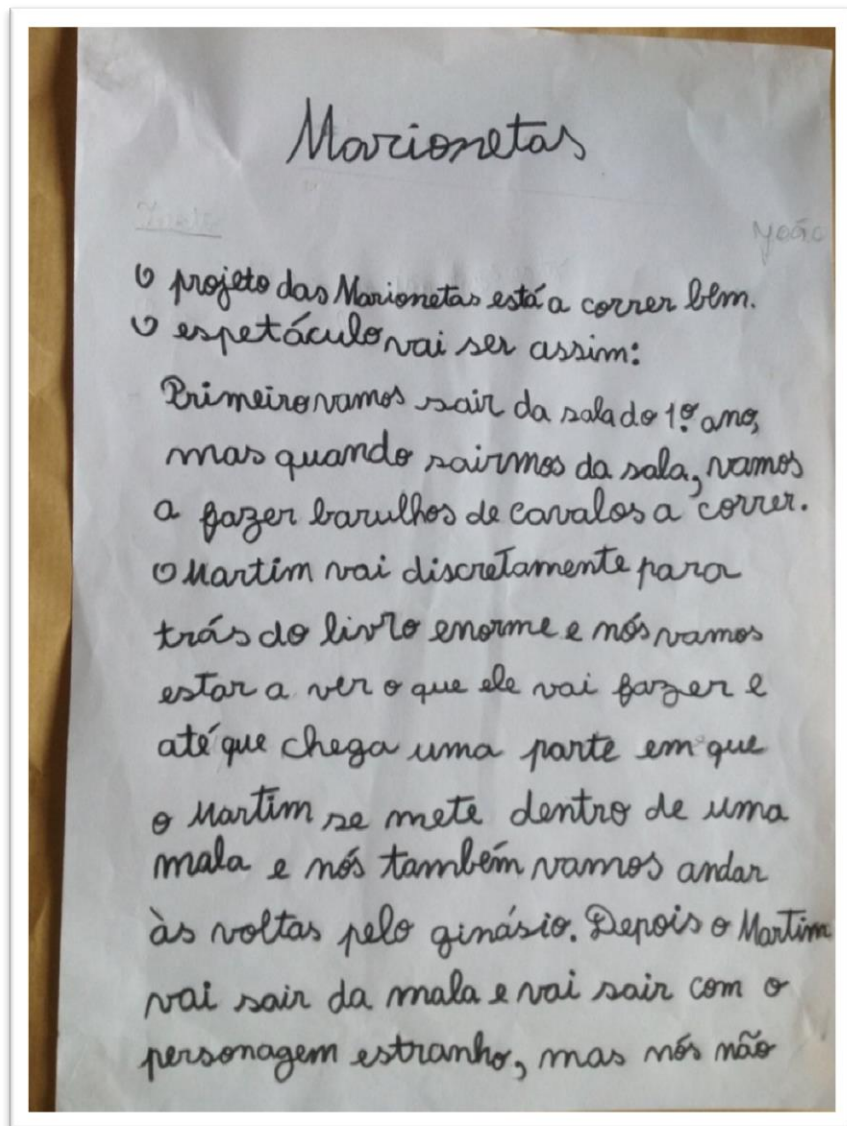 Marionetas
João
O projeto das Marionetas está a correr bem.
O espetáculo vai ser assim:
Primeiro vamos sair da sala do 1º ano,
mas quando sairmos da sala, vamos
a fazer barulhos de cavalos a correr.
O Martim vai discretamente para
trás do livro enorme e nós vamos
estar a ver o que ele vai fazer e
até que chega uma parte em que
o Martim se mete dentro de uma
mala e nós também vamos andar
às voltas pelo ginásio. Depois o Martim
vai sair da mala e vai sair com o
personagem estranho, mas nós não